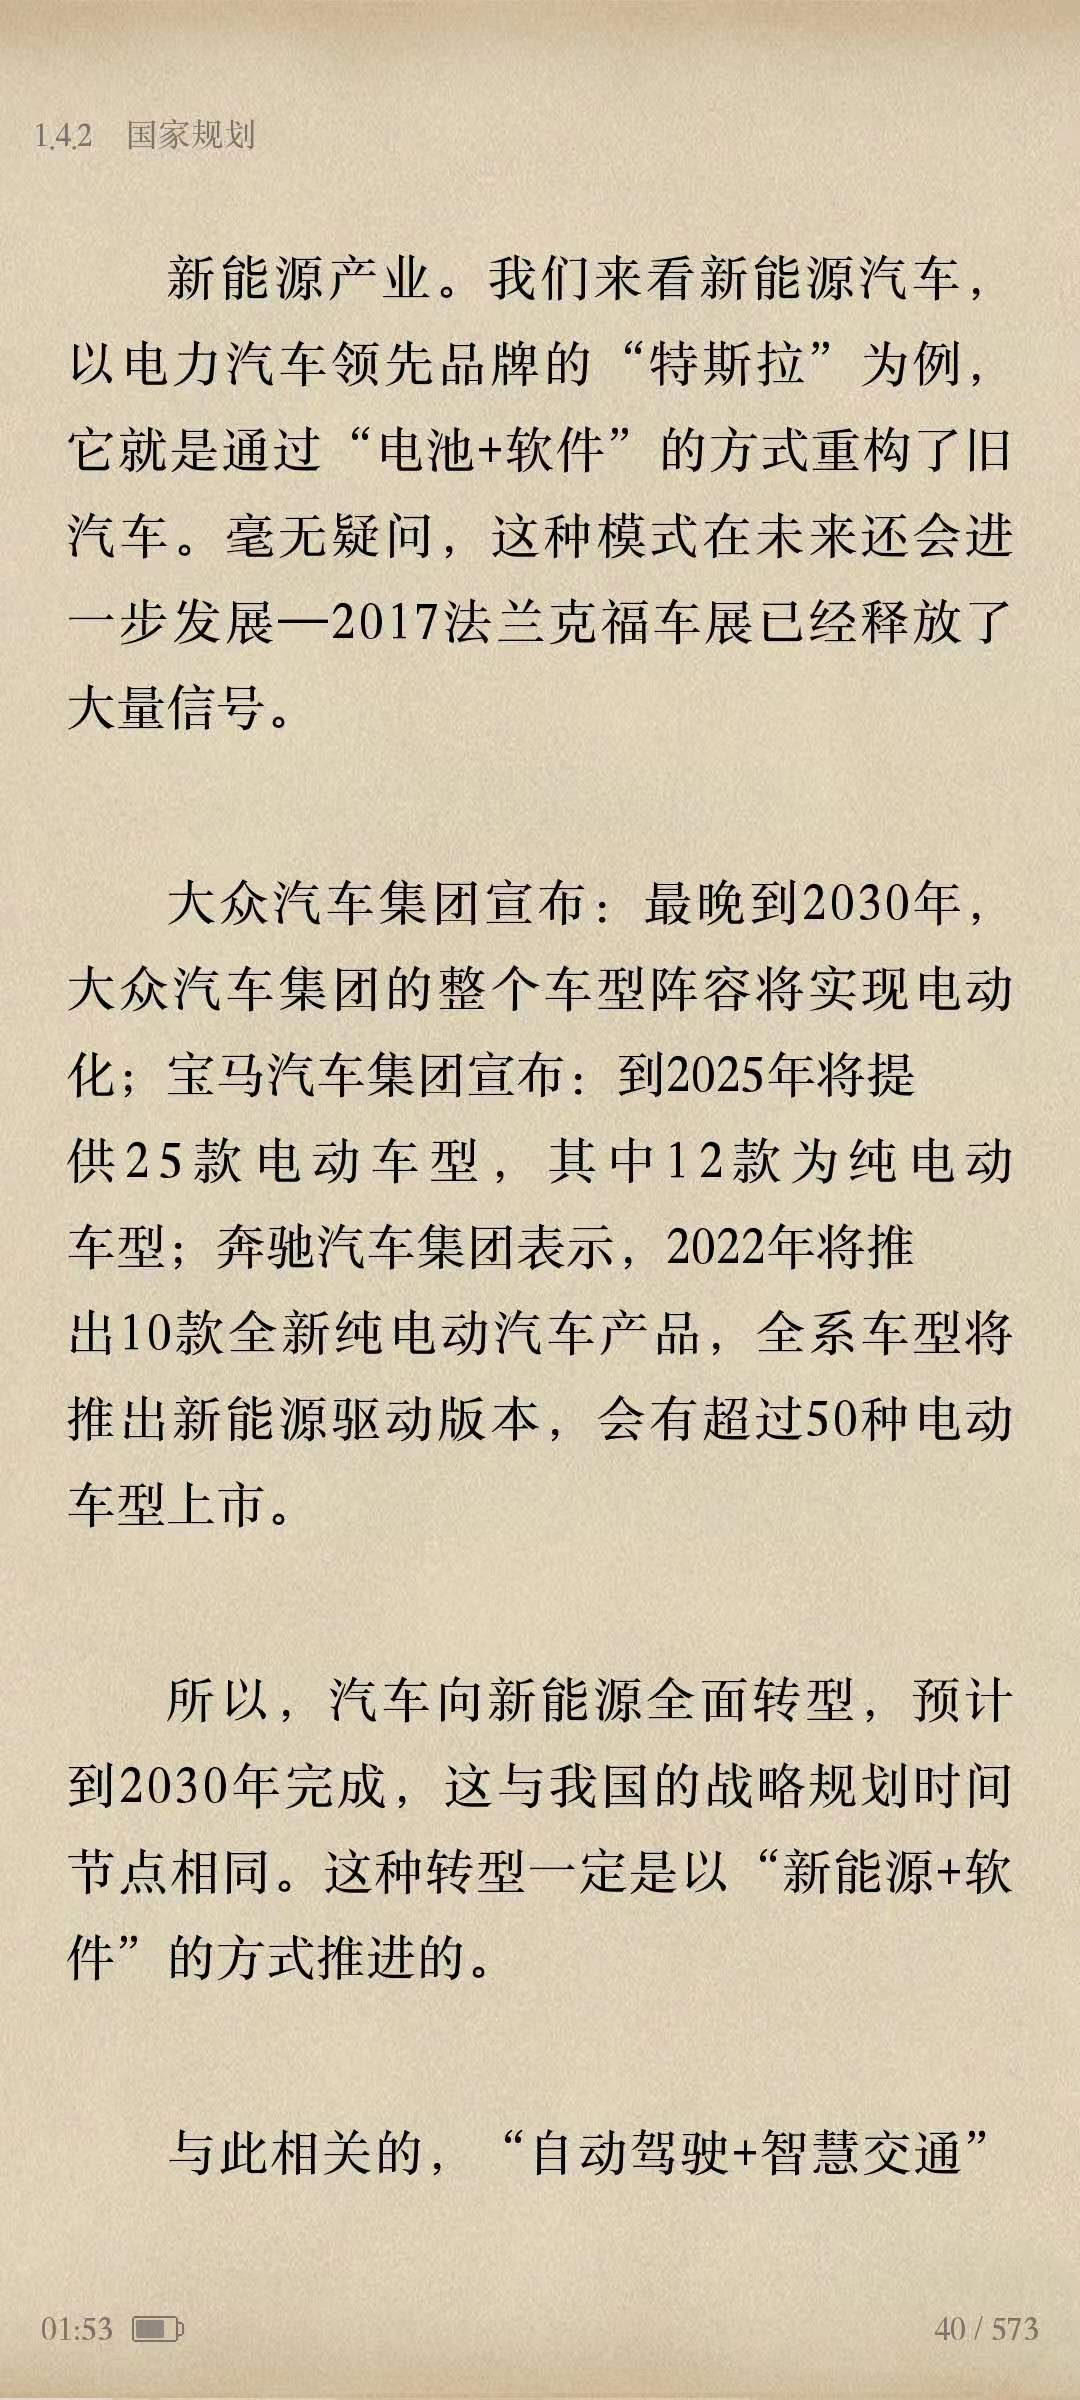 1.4.2 国家规划
新能源产业。我们来看新能源汽车，
以电力汽车领先品牌的“特斯拉”为例，
它就是通过“电池+软件”的方式重构了旧
汽车。毫无疑问，这种模式在未来还会进
一步发展—2017法兰克福车展已经释放了
大量信号。
大众汽车集团宣布：最晚到2030年，
大众汽车集团的整个车型阵容将实现电动
化；宝马汽车集团宣布：到2025年将提
供25款电动车型，其中12款为纯电动
车型；奔驰汽车集团表示，2022年将推
出10款全新纯电动汽车产品，全系车型将
推出新能源驱动版本，会有超过50种电动
车型上市。
所以，汽车向新能源全面转型，预计
到2030年完成，这与我国的战略规划时间
节点相同。这种转型一定是以“新能源+软
件”的方式推进的。
与此相关的，“自动驾驶+智慧交通”
01:53 40 / 573